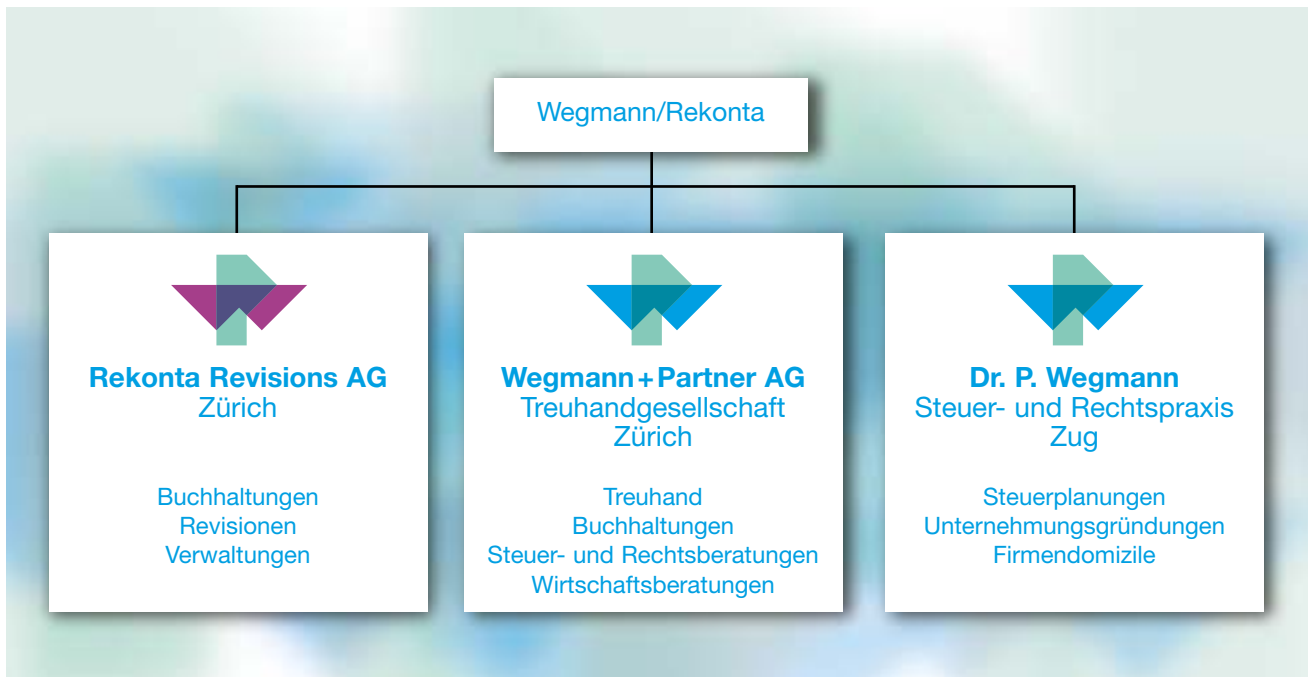 Wegmann/Rekonta
Rekonta Revisions AG
Zürich
Buchhaltungen
Revisionen
Verwaltungen
Wegmann+Partner AG
Treuhandgesellschaft
Zürich
Treuhand
Buchhaltungen
Steuer- und Rechtsberatungen
Wirtschaftsberatungen
Dr. P. Wegmann
Steuer- und Rechtspraxis
Zug
Steuerplanungen
Unternehmungsgründungen
Firmendomizile